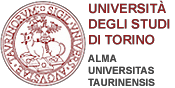 UNIVERSITÀ
DEGLI STUDI
DI TORINO
ALMA
UNIVERSITAS
TAURINENSIS